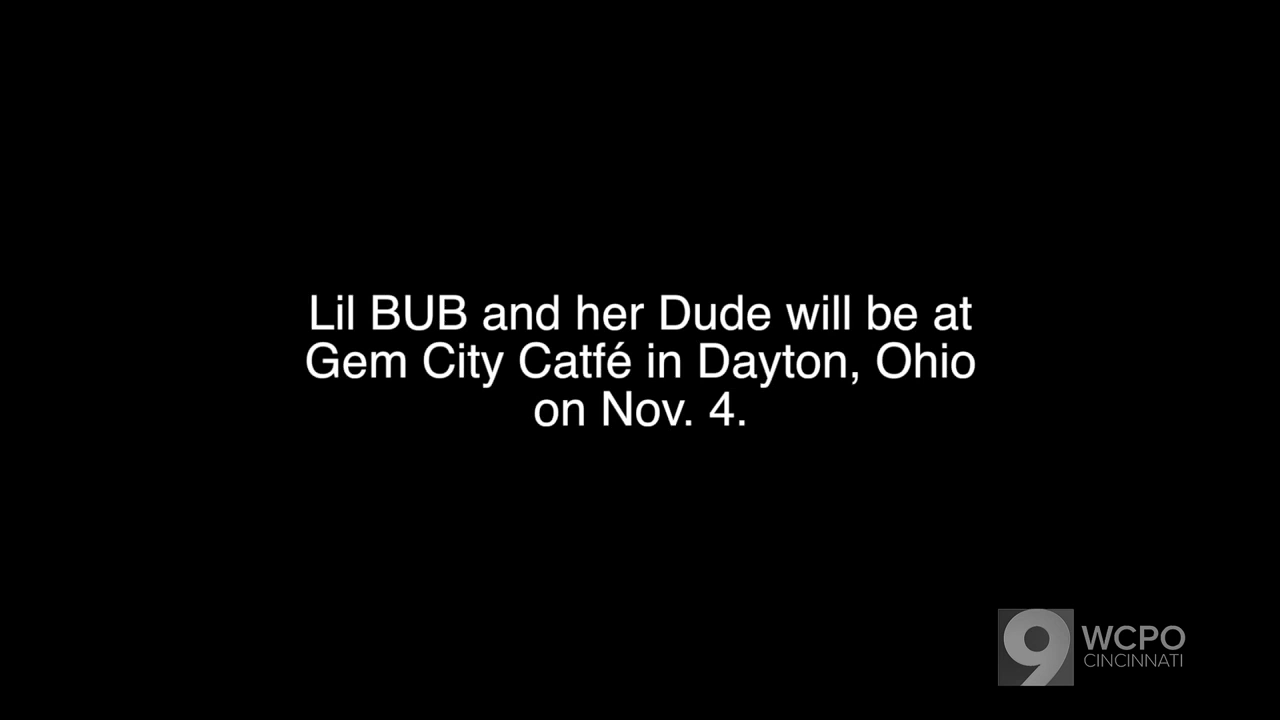 Lil BUB and her Dude will be at
Gem City Catfé in Dayton, Ohio
on Nov. 4.
9 WCPO
CINCINNATI